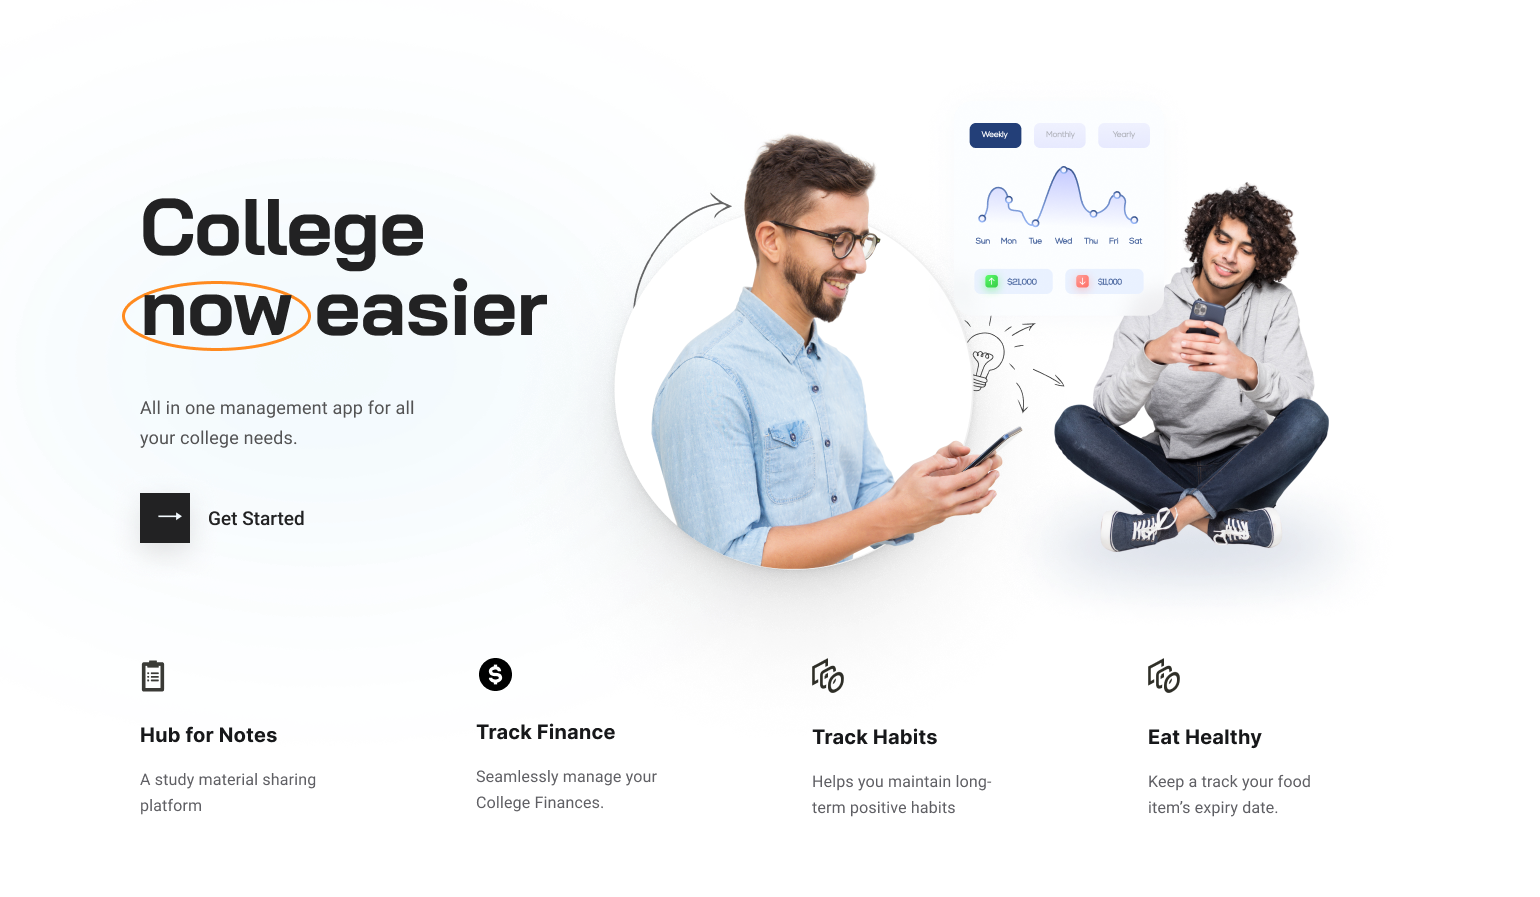 College
now easier
All in one management app for all
your college needs.
Get Started
Weekly
Monthly
Yearly
Sun Mon Tue Wed Thu Fri Sat
$21,000
$11,000
Hub for Notes
A study material sharing
platform
Track Finance
Seamlessly manage your
College Finances.
Track Habits
Helps you maintain long-
term positive habits
Eat Healthy
Keep a track your food
item’s expiry date.